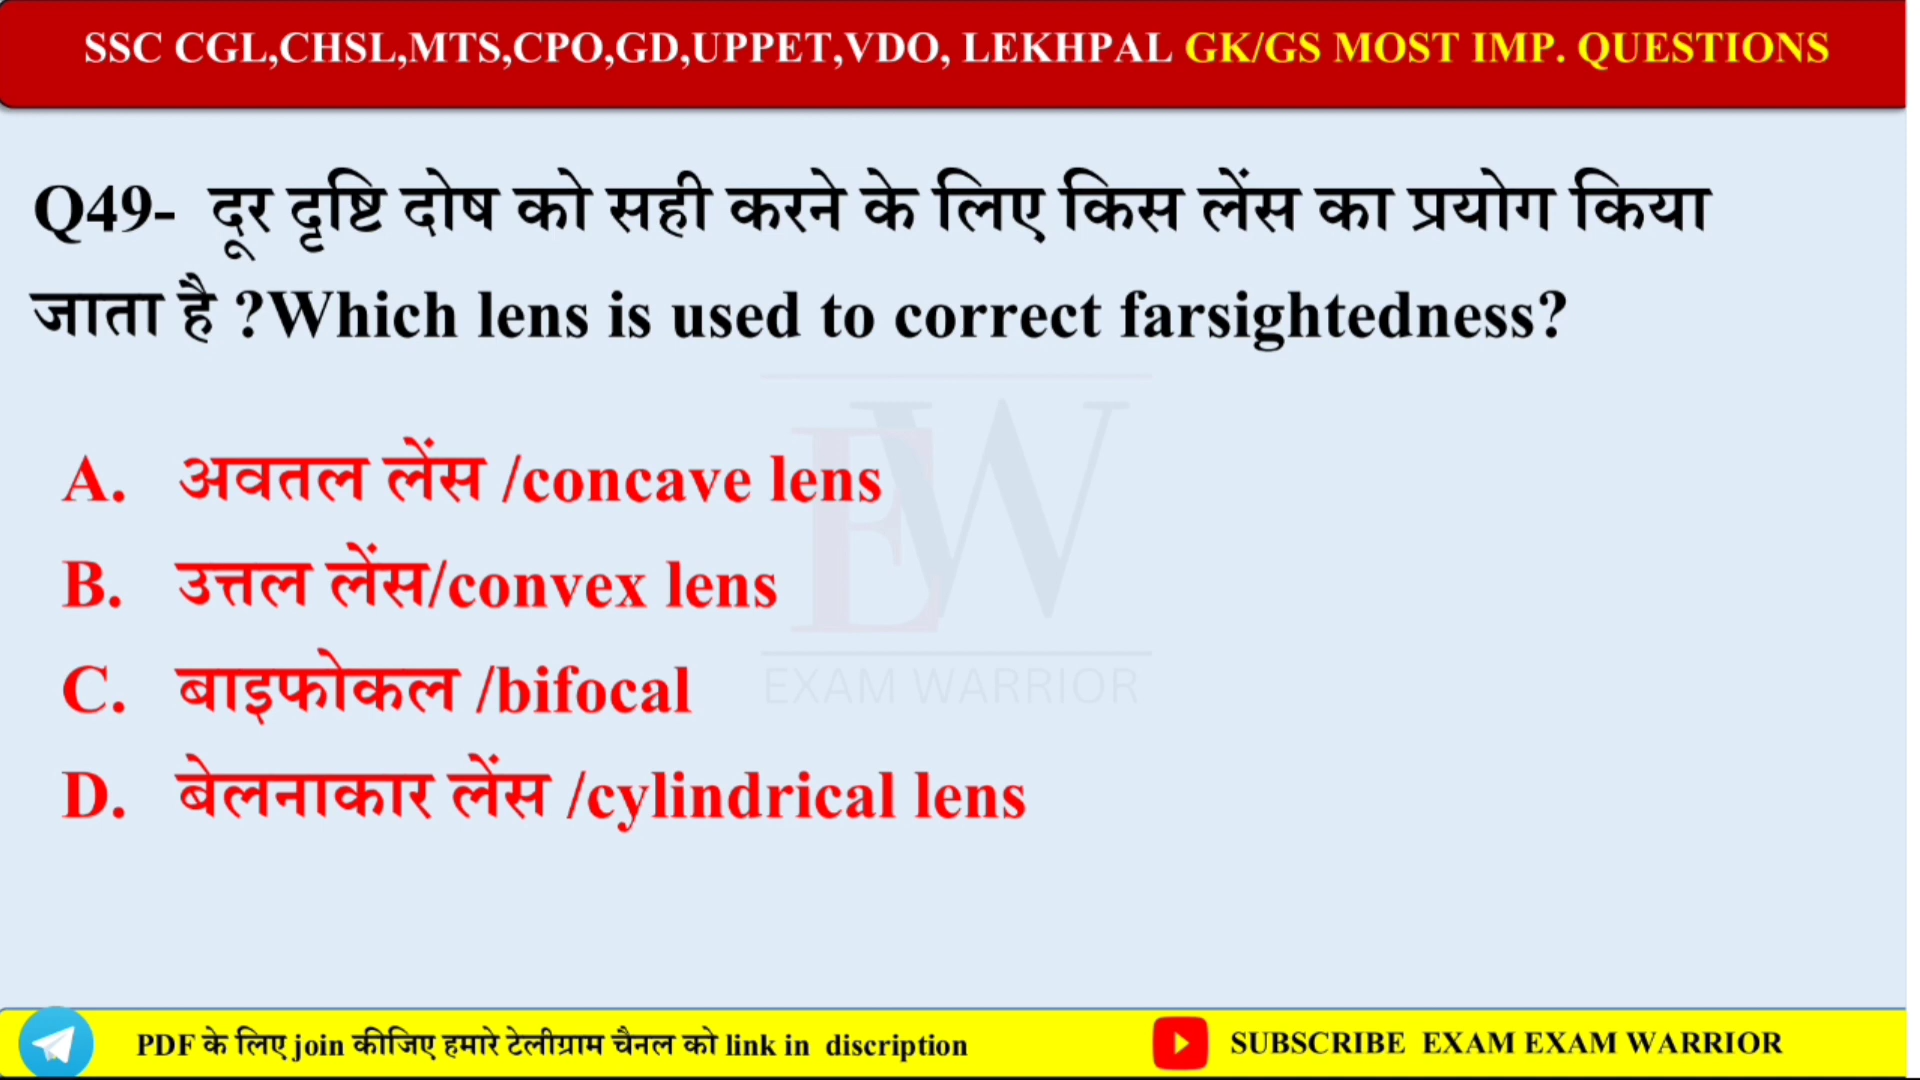 SSC CGL,CHSL,MTS,CPO,GD,UPPET,VDO, LEKHPAL GK/GS MOST IMP. QUESTIONS
Q49- दूर दृष्टि दोष को सही करने के लिए किस लेंस का प्रयोग किया
जाता है ?Which lens is used to correct farsightedness?
A. अवतल लेंस /concave lens
B. उत्तल लेंस/convex lens
C. बाइफोकल /bifocal
D. बेलनाकार लेंस /cylindrical lens
EW
EXAM WARRIOR
PDF के लिए join कीजिए हमारे टेलीग्राम चैनल को link in discription
SUBSCRIBE EXAM EXAM WARRIOR